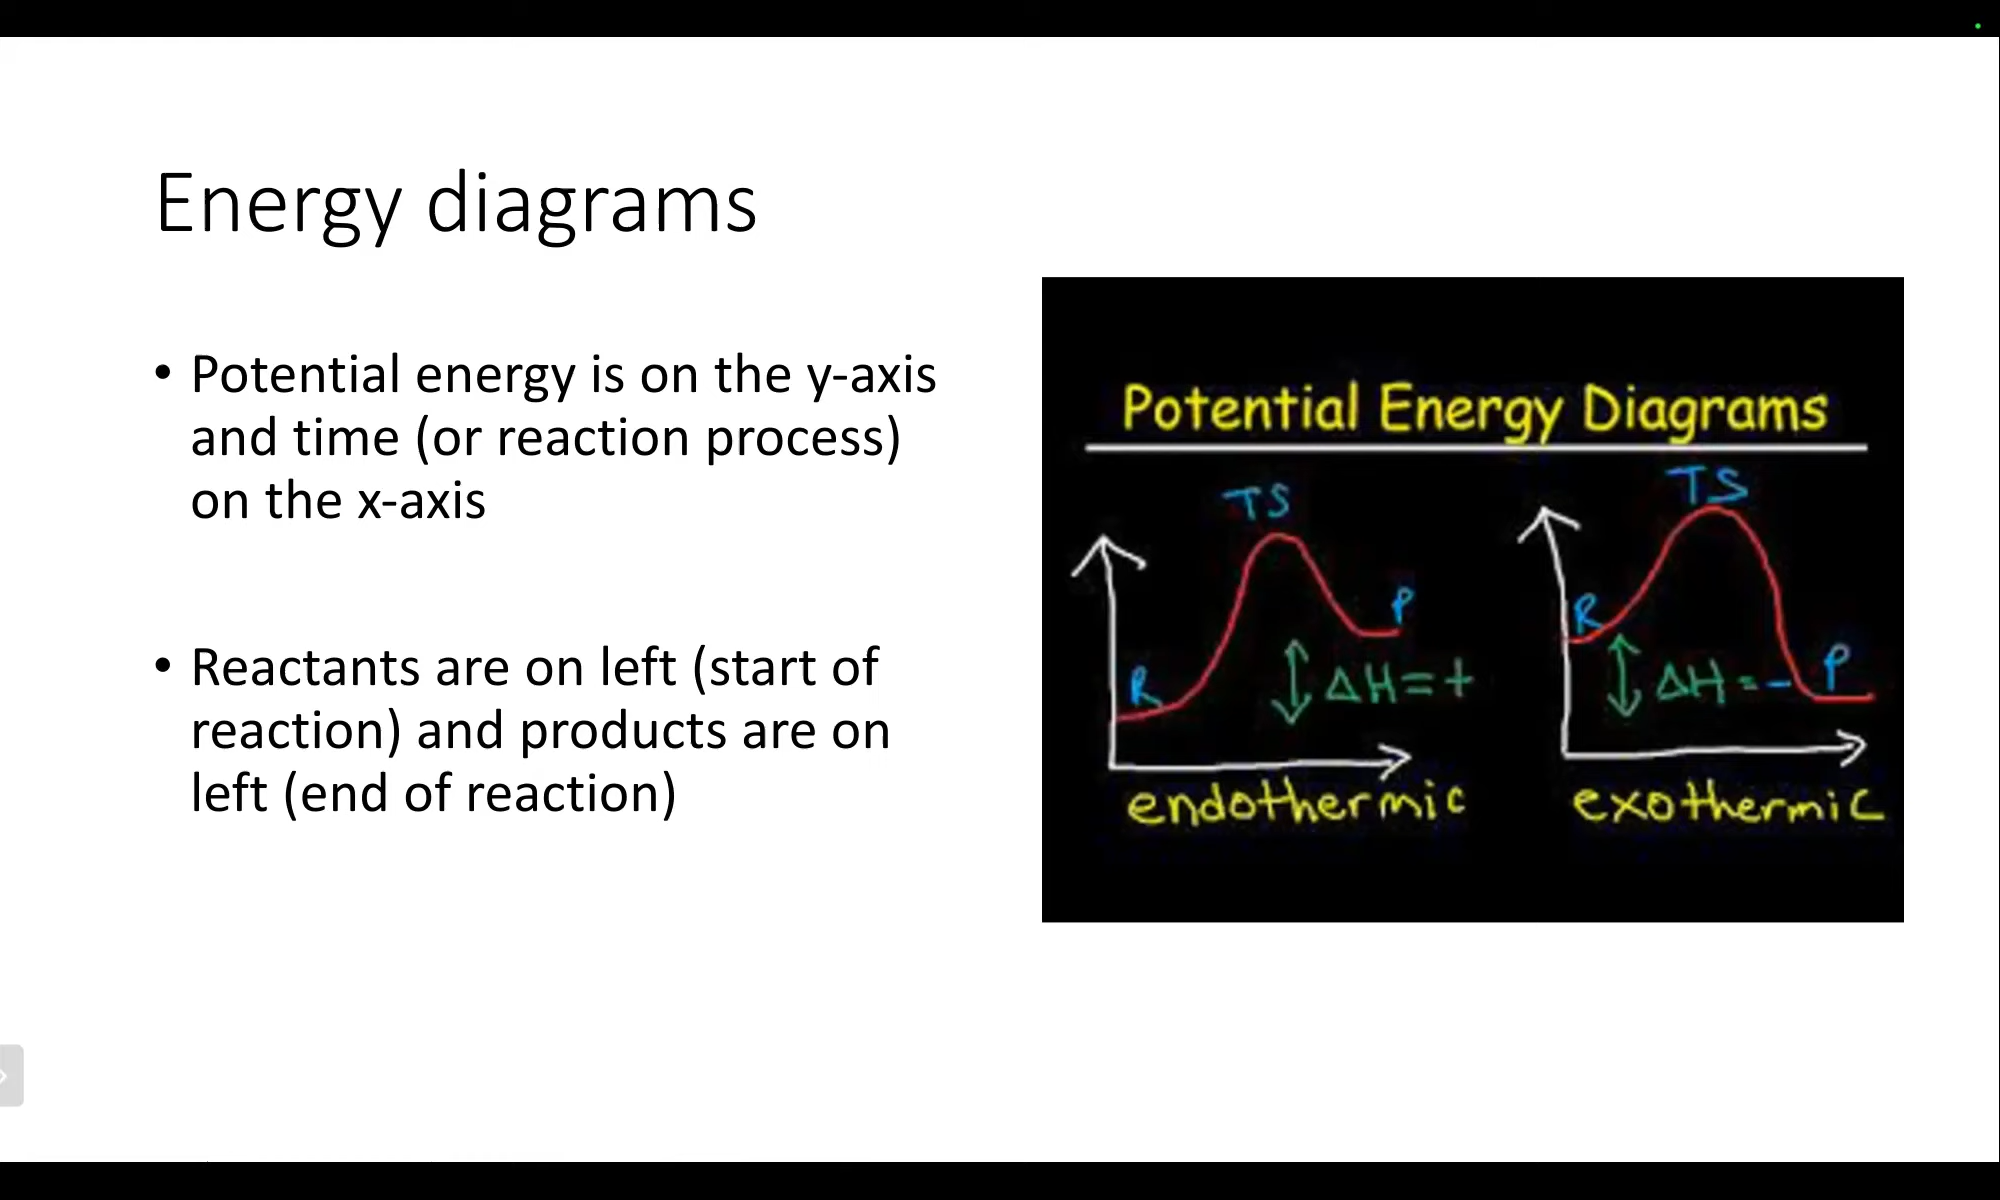 Energy diagrams
• Potential energy is on the y-axis
and time (or reaction process)
on the x-axis
• Reactants are on left (start of
reaction) and products are on
left (end of reaction)
Potential Energy Diagrams
TS
R
P
ΔH=+
endothermic
TS
R
P
ΔH=-
exothermic